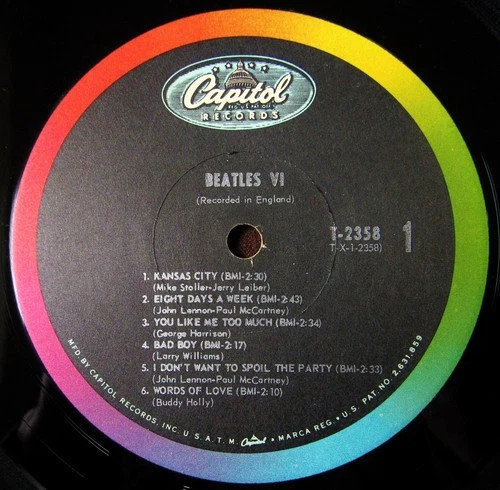 Capitol
RECORDS
BEATLES VI
(Recorded in England)
T-2358
(T-X-1-2358)
1
1. KANSAS CITY (BMI-2:30)
(Mike Stoller-Jerry Leiber)
2. EIGHT DAYS A WEEK (BMI-2:43)
(John Lennon-Paul McCartney)
3. YOU LIKE ME TOO MUCH (BMI-2:34)
(George Harrison)
4. BAD BOY (BMI-2:17)
(Larry Williams)
5. I DON'T WANT TO SPOIL THE PARTY (BMI-2:33)
(John Lennon-Paul McCartney)
6. WORDS OF LOVE (BMI-2:10)
(Buddy Holly)
MFD. BY CAPITOL RECORDS, INC. U.S.A. T.M. Capitol • MARCA REG. • U.S. PAT. NO. 2,631,859